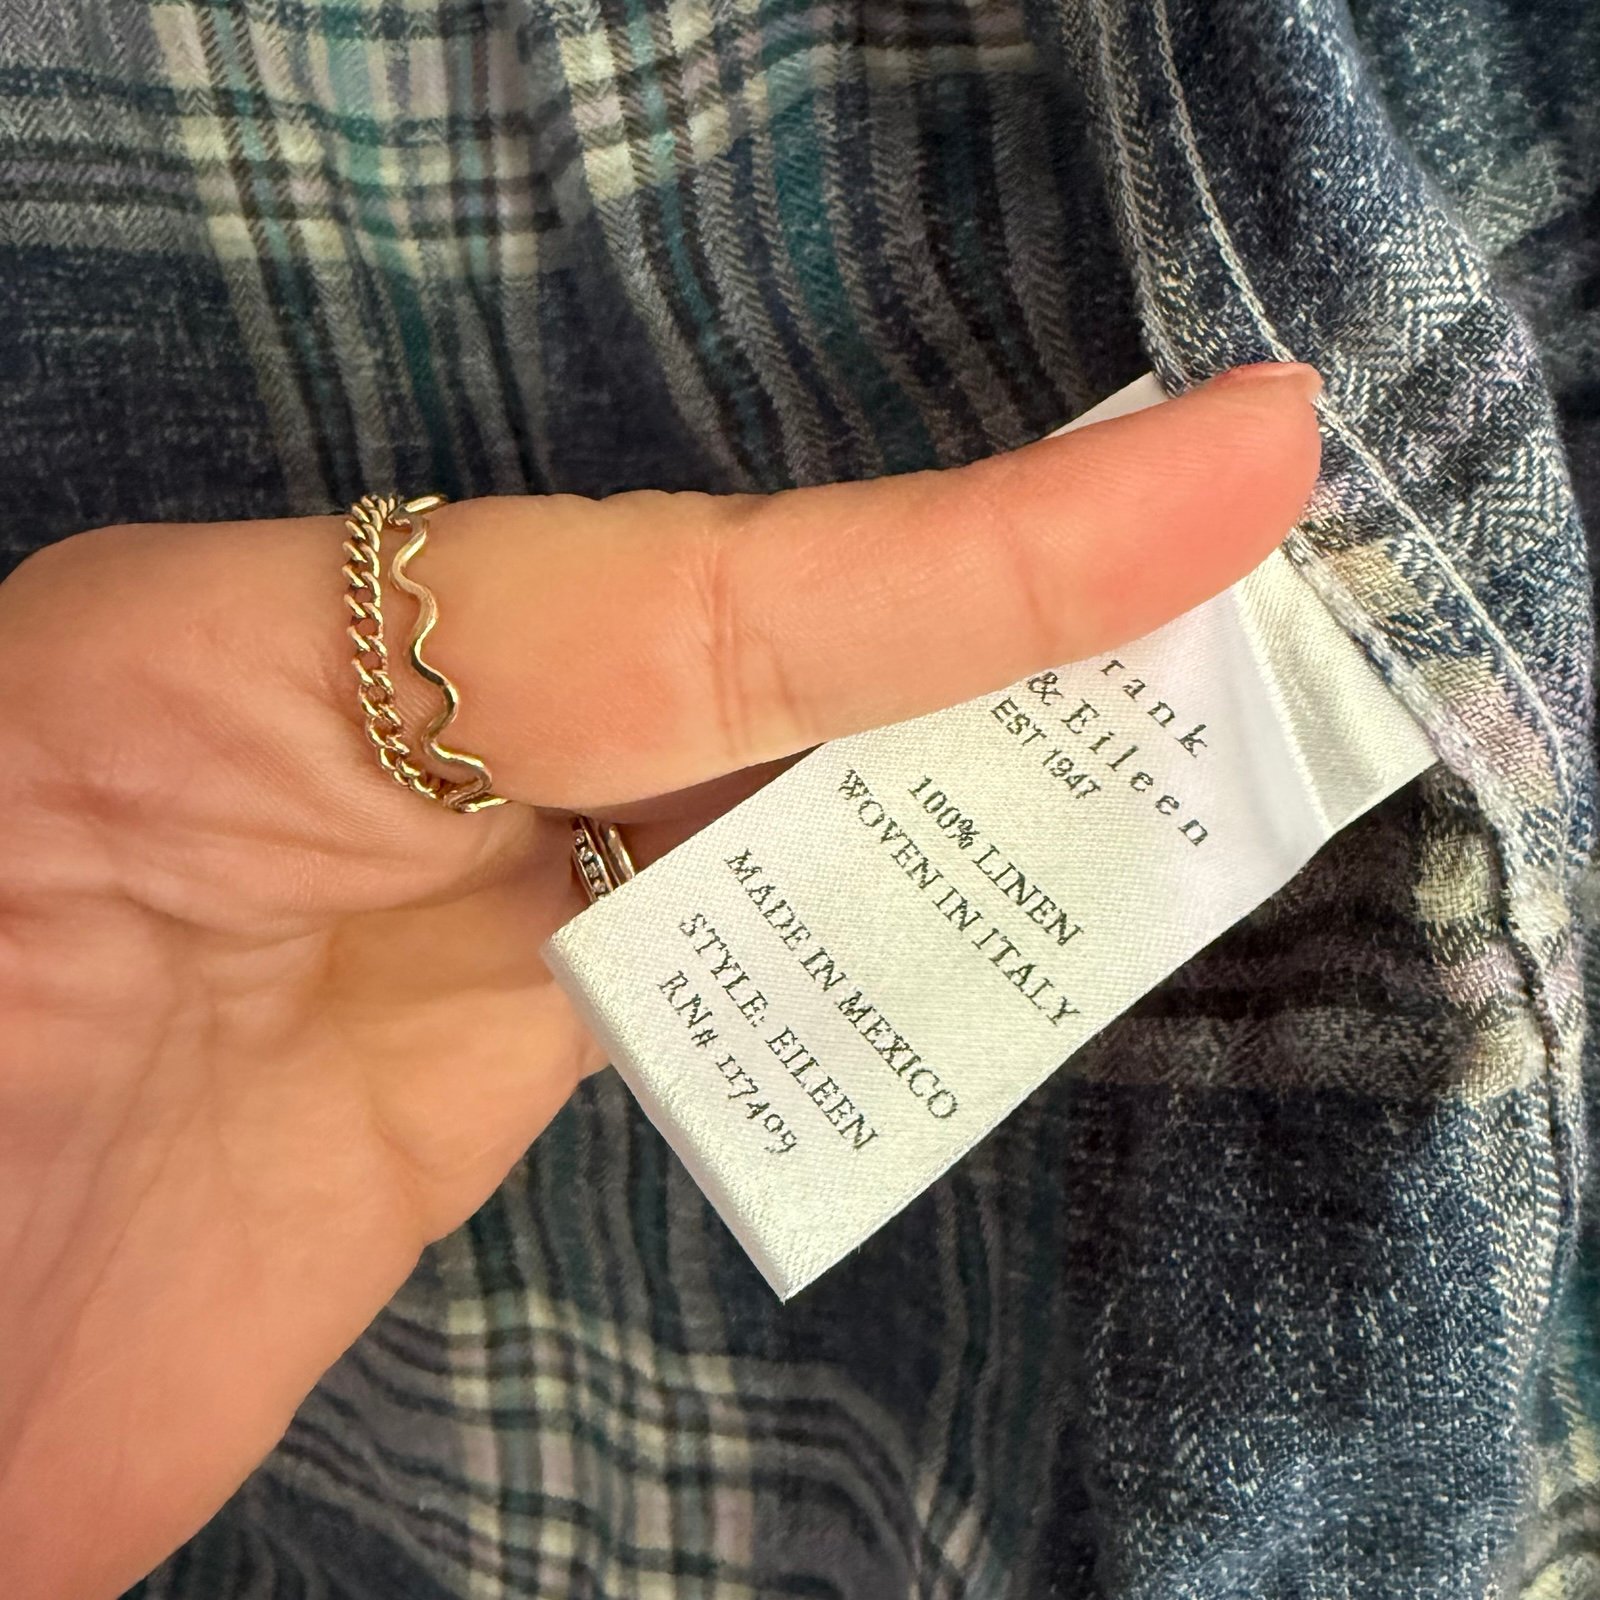 rank
& Eileen
EST 1947
100% LINEN
WOVEN IN ITALY
MADE IN MEXICO
STYLE: EILEEN
RN# 117409